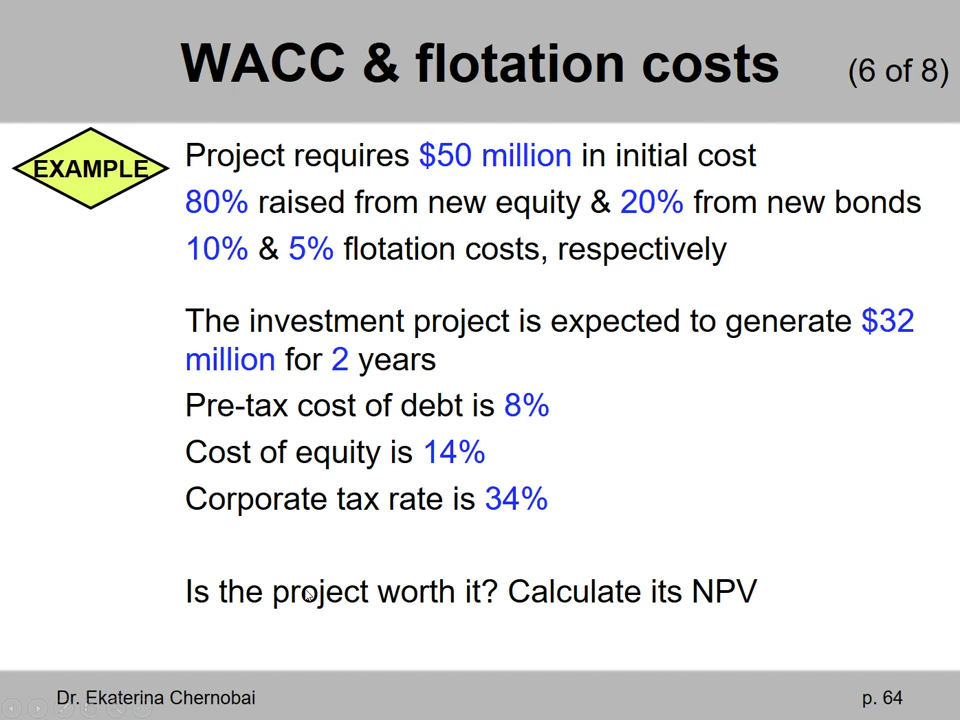 WACC & flotation costs (6 of 8)
EXAMPLE
Project requires $50 million in initial cost
80% raised from new equity & 20% from new bonds
10% & 5% flotation costs, respectively
The investment project is expected to generate $32
million for 2 years
Pre-tax cost of debt is 8%
Cost of equity is 14%
Corporate tax rate is 34%
Is the project worth it? Calculate its NPV
Dr. Ekaterina Chernobai p. 64